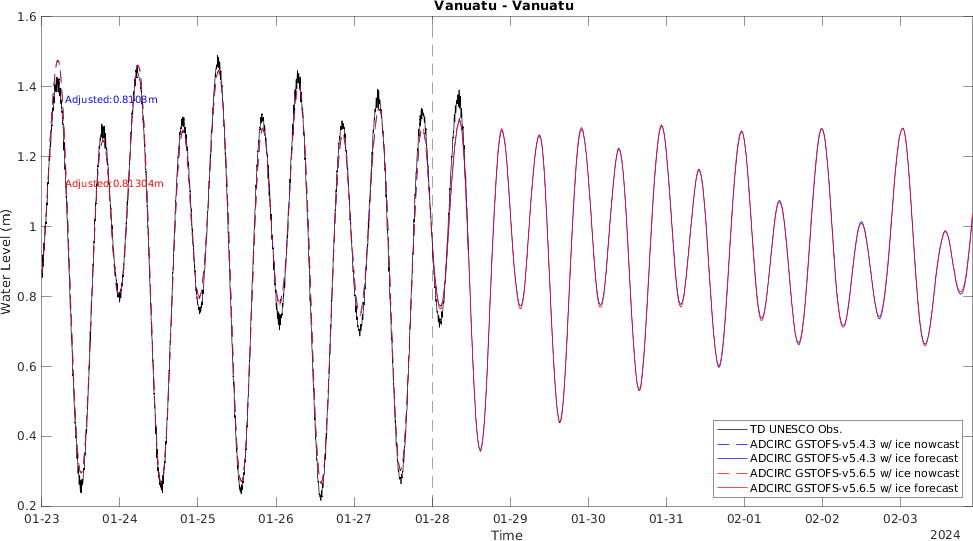 Vanuatu - Vanuatu
1.6
1.4
1.2
1
0.8
0.6
0.4
0.2
Water Level (m)
Adjusted:0.8103m
Adjusted:0.81304m
TD UNESCO Obs.
ADCIRC GSTOFS-v5.4.3 w/ ice nowcast
ADCIRC GSTOFS-v5.4.3 w/ ice forecast
ADCIRC GSTOFS-v5.6.5 w/ ice nowcast
ADCIRC GSTOFS-v5.6.5 w/ ice forecast
01-23 01-24 01-25 01-26 01-27 01-28 01-29 01-30 01-31 02-01 02-02 02-03
Time
2024